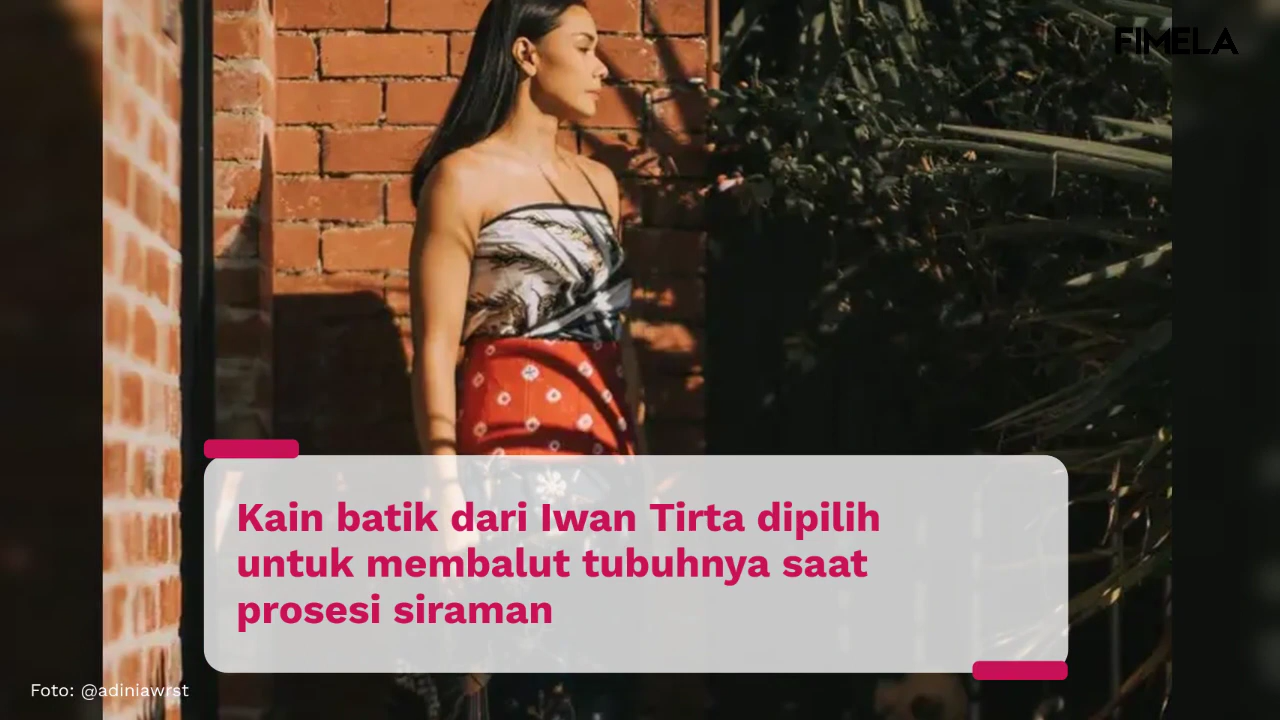 FIMELA
Kain batik dari Iwan Tirta dipilih
untuk membalut tubuhnya saat
prosesi siraman
Foto: @adiniawrst